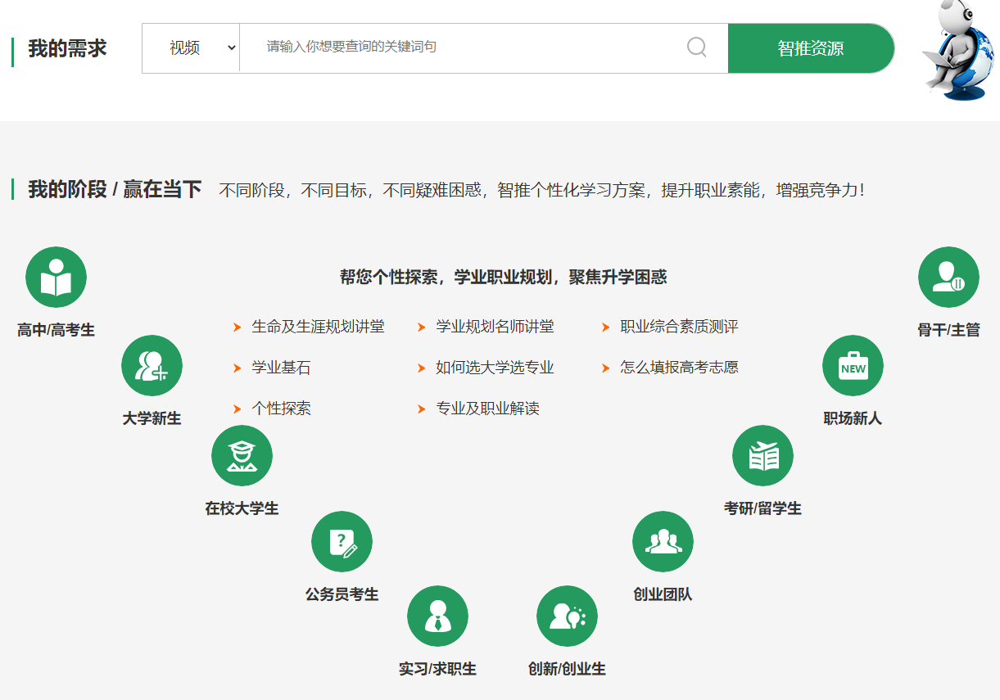 我的需求
视频
请输入你想要查询的关键词句
智推资源
我的阶段 / 赢在当下
不同阶段，不同目标，不同疑难困惑，智推个性化学习方案，提升职业素能，增强竞争力！
帮您个性探索，学业职业规划，聚焦升学困惑
生命及生涯规划讲堂
学业规划名师讲堂
职业综合素质测评
学业基石
如何选大学选专业
怎么填报高考志愿
个性探索
专业及职业解读
高中/高考生
大学新生
在校大学生
?
公务员考生
实习/求职生
创新/创业生
创业团队
考研/留学生
NEW
职场新人
骨干/主管